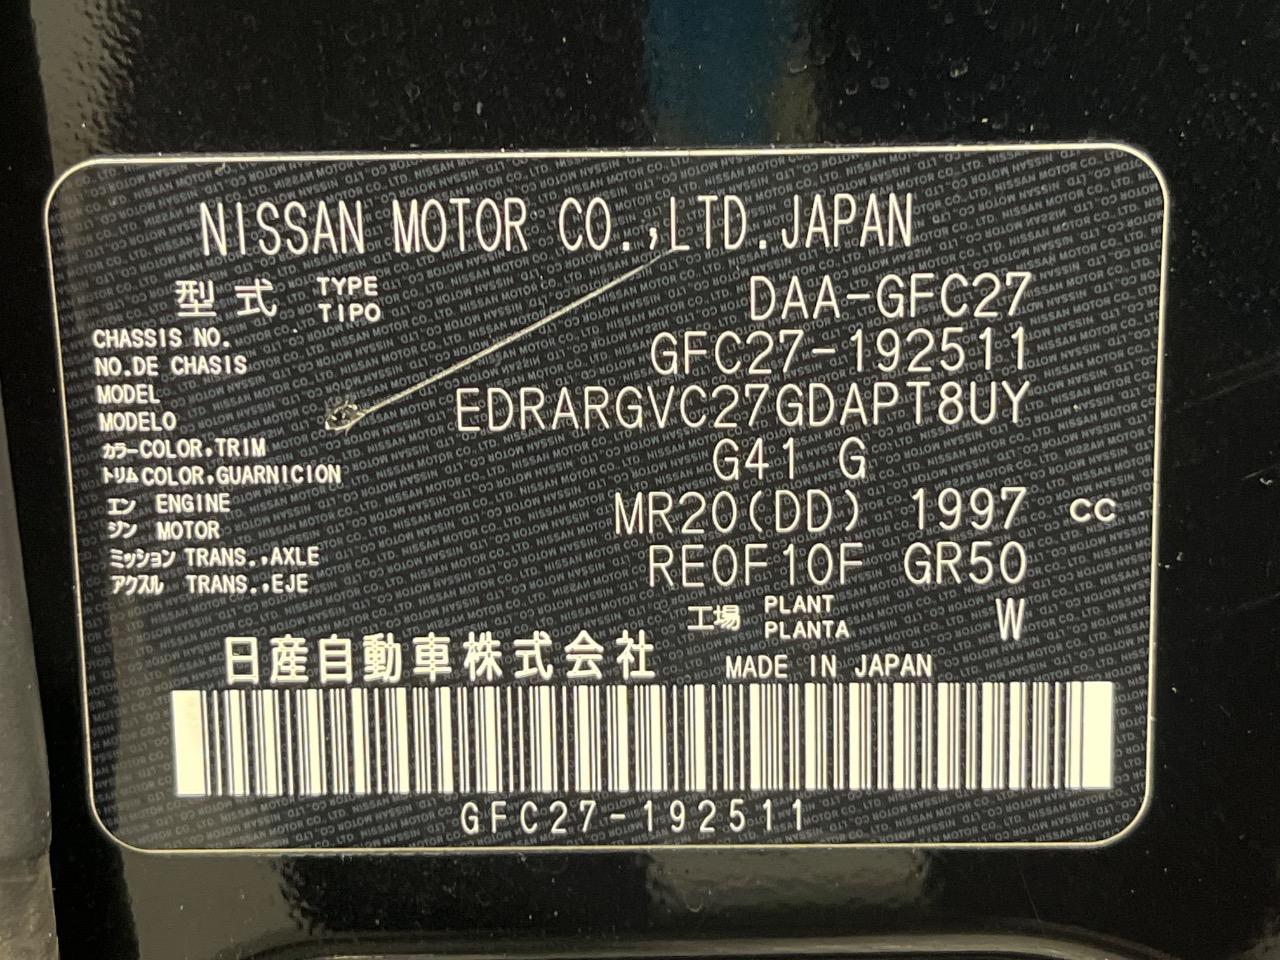 NISSAN MOTOR CO.,LTD.JAPAN
型式 TYPE TIPO DAA-GFC27
CHASSIS NO. NO.DE CHASIS GFC27-192511
MODEL MODELO EDRARGVC27GDAPT8UY
カラー COLOR,TRIM トリム COLOR,GUARNICION G41 G
エンジン ENGINE MOTOR MR20(DD) 1997 cc
ミッション TRANS.,AXLE アクスル TRANS.,EJE RE0F10F GR50
工場 PLANT PLANTA W
日産自動車株式会社 MADE IN JAPAN
GFC27-192511